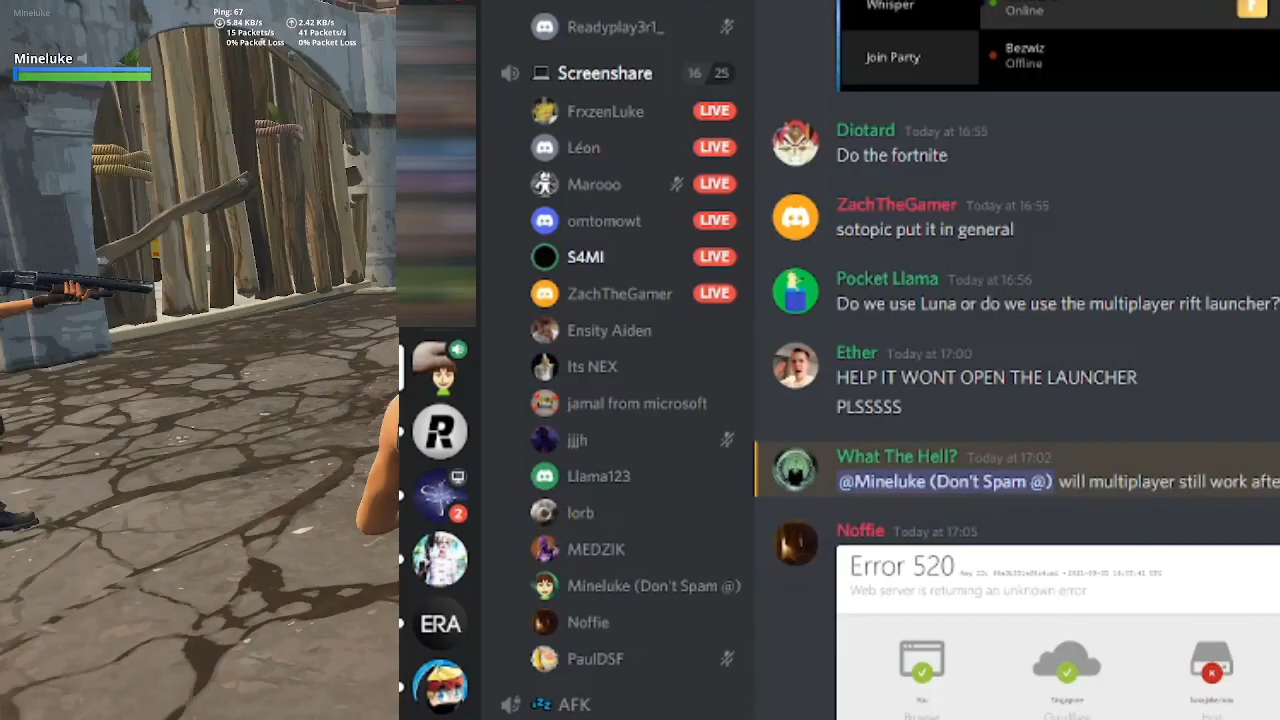 Mineluke
Ping: 67
5.84 KB/s 2.42 KB/s
15 Packets/s 41 Packets/s
0% Packet Loss 0% Packet Loss
Mineluke
2
ERA
Readyplay3r1_
Screenshare 16 25
FrxzenLuke LIVE
Léon LIVE
Marooo LIVE
omtomowt LIVE
S4MI LIVE
ZachTheGamer LIVE
Ensity Aiden
Its NEX
jamal from microsoft
jjjh
Llama123
lorb
MEDZIK
Mineluke (Don't Spam @)
Noffie
PaulDSF
AFK
Whisper
Online
Join Party
Bezwiz
Offline
Diotard Today at 16:55
Do the fortnite
ZachTheGamer Today at 16:55
sotopic put it in general
Pocket Llama Today at 16:56
Do we use Luna or do we use the multiplayer rift launcher?
Ether Today at 17:00
HELP IT WONT OPEN THE LAUNCHER
PLSSSSS
What The Hell? Today at 17:02
@Mineluke (Don't Spam @) will multiplayer still work afte
Noffie Today at 17:05
Error 520
Web server is returning an unknown error
You
Singapore
Browser
Cloudflare
Host